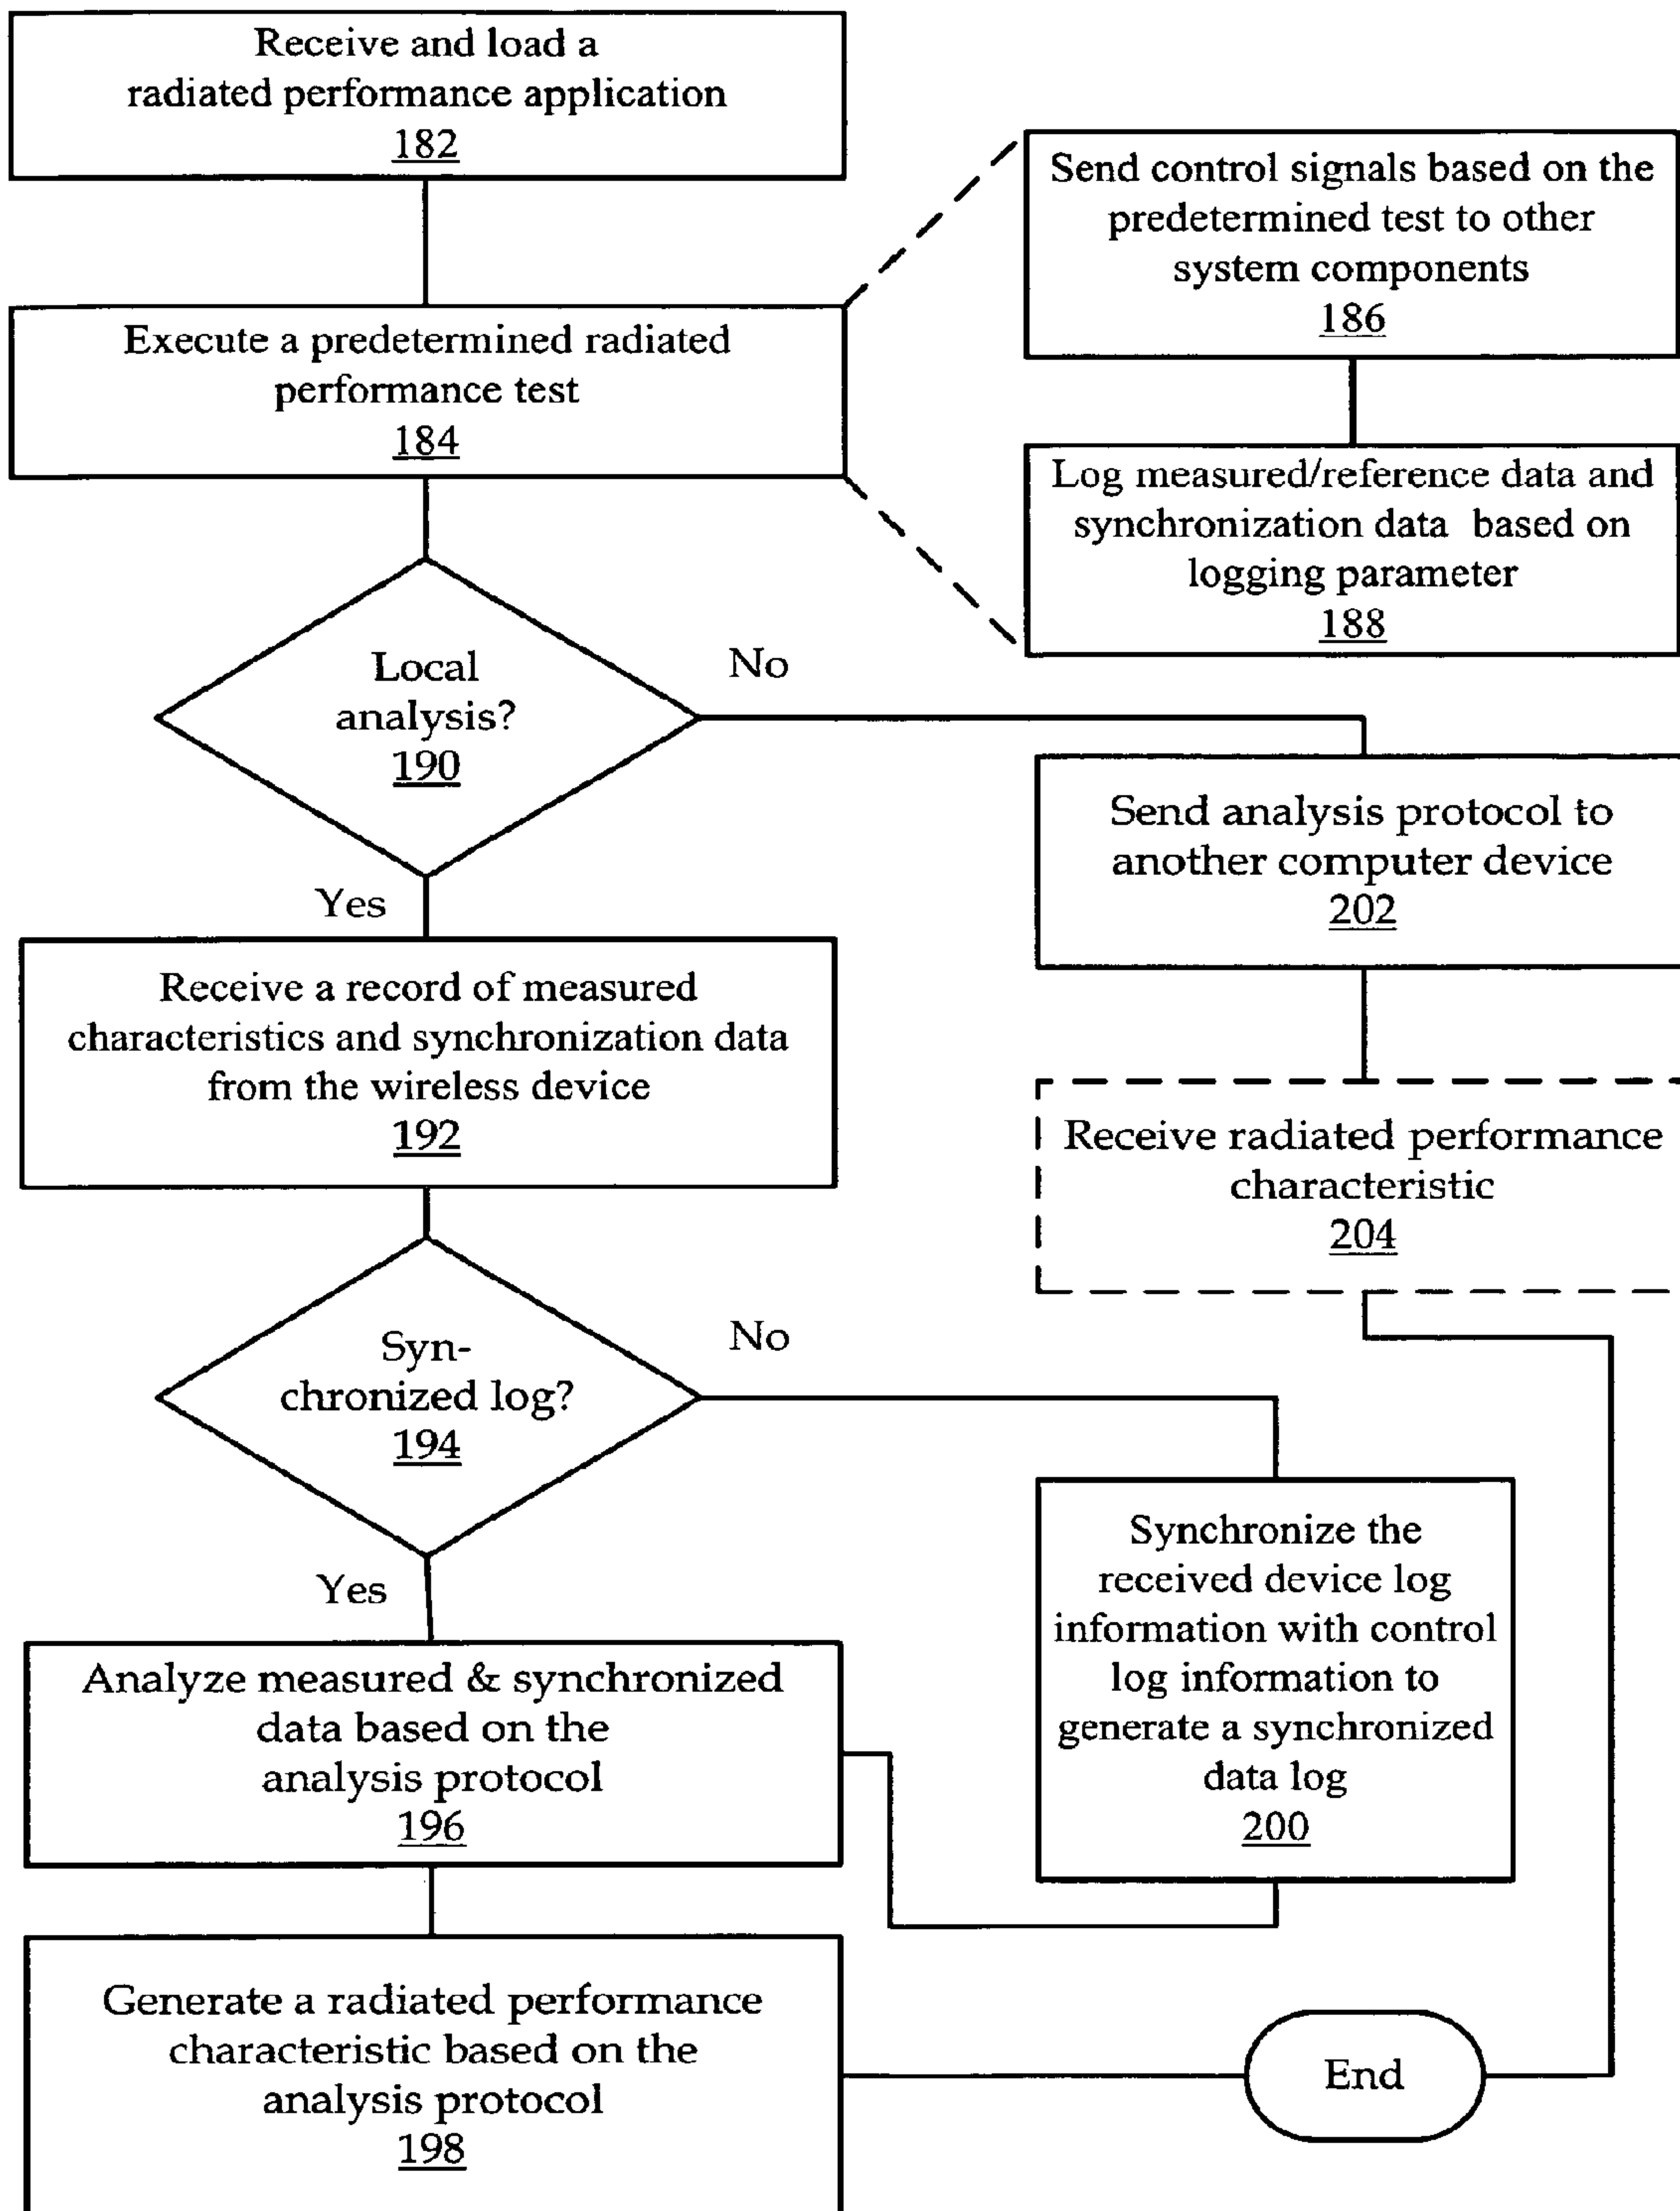 Receive and load a
radiated performance application
182
Send control signals based on the
predetermined test to other
system components
186
Execute a predetermined radiated
performance test
184
Log measured/reference data and
synchronization data based on
logging parameter
188
Local
analysis?
190
No
Yes
Send analysis protocol to
another computer device
202
Receive a record of measured
characteristics and synchronization data
from the wireless device
192
Receive radiated performance
characteristic
204
Syn-
chronized log?
194
No
Yes
Synchronize the
received device log
information with control
log information to
generate a synchronized
data log
200
Analyze measured & synchronized
data based on the
analysis protocol
196
Generate a radiated performance
characteristic based on the
analysis protocol
198
End